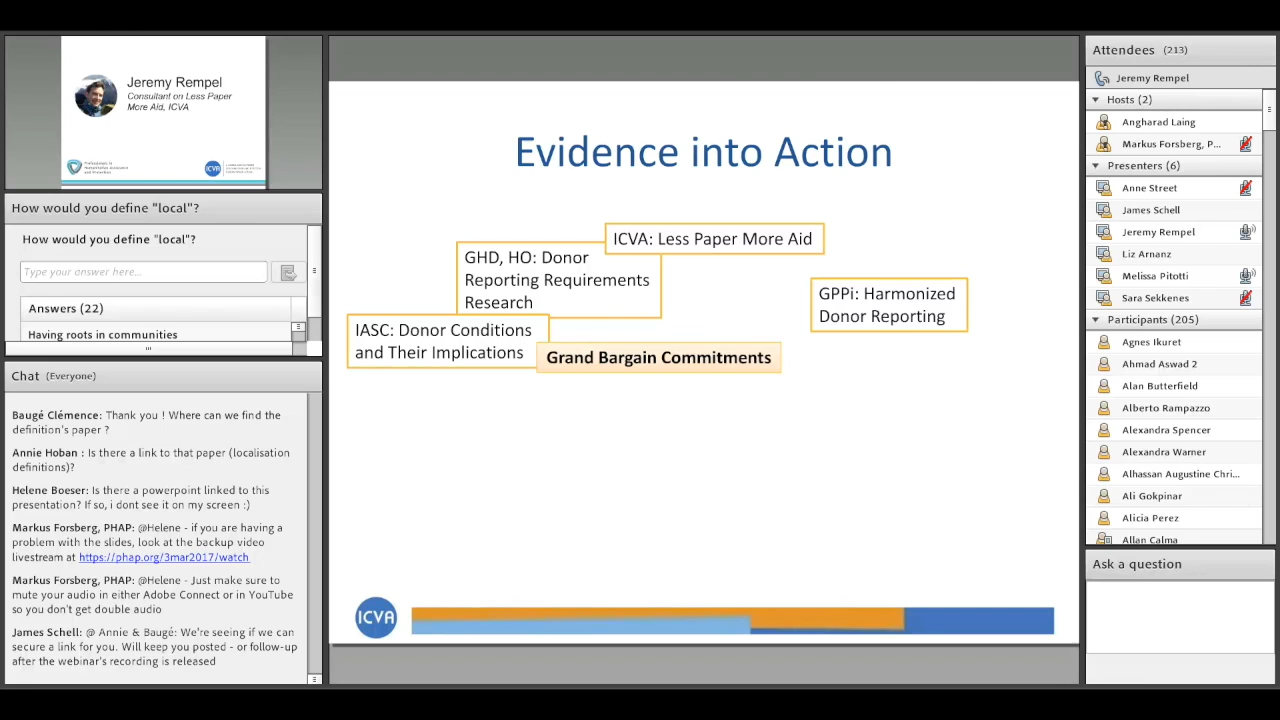 Jeremy Rempel
Consultant on Less Paper
More Aid, ICVA
Professionals in
Humanitarian Assistance
and Protection
ICVA
How would you define "local"?
How would you define "local"?
Type your answer here...
Answers (22)
Having roots in communities
Chat (Everyone)
Baugé Clémence: Thank you ! Where can we find the
definition's paper ?
Annie Hoban : Is there a link to that paper (localisation
definitions)?
Helene Boeser: Is there a powerpoint linked to this
presentation? If so, i dont see it on my screen :)
Markus Forsberg, PHAP: @Helene - if you are having a
problem with the slides, look at the backup video
livestream at https://phap.org/3mar2017/watch
Markus Forsberg, PHAP: @Helene - Just make sure to
mute your audio in either Adobe Connect or in YouTube
so you don't get double audio
James Schell: @ Annie & Baugé: We're seeing if we can
secure a link for you. Will keep you posted - or follow-up
after the webinar's recording is released
Evidence into Action
ICVA: Less Paper More Aid
GHD, HO: Donor
Reporting Requirements
Research
GPPi: Harmonized
Donor Reporting
IASC: Donor Conditions
and Their Implications
Grand Bargain Commitments
ICVA
Attendees (213)
Jeremy Rempel
Hosts (2)
Angharad Laing
Markus Forsberg, P...
Presenters (6)
Anne Street
James Schell
Jeremy Rempel
Liz Arnanz
Melissa Pitotti
Sara Sekkenes
Participants (205)
Agnes Ikuret
Ahmad Aswad 2
Alan Butterfield
Alberto Rampazzo
Alexandra Spencer
Alexandra Warner
Alhassan Augustine Chri...
Ali Gokpinar
Alicia Perez
Allan Calma
Ask a question